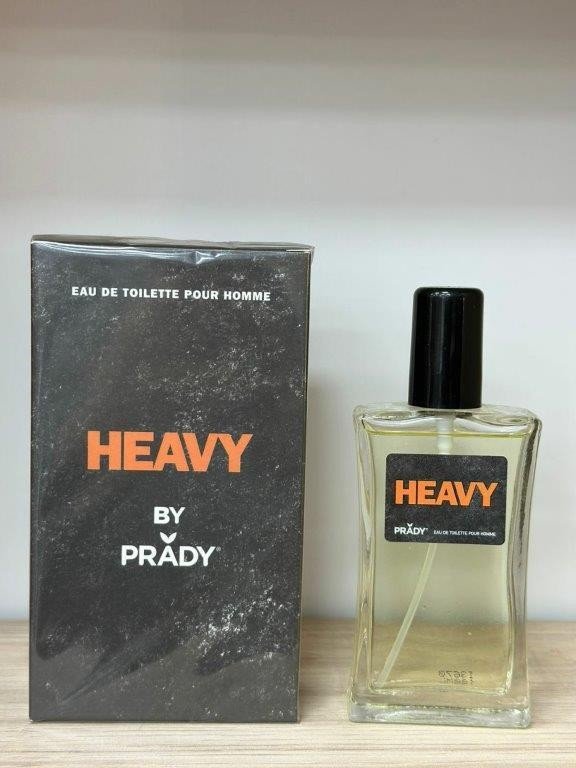 EAU DE TOILETTE POUR HOMME
HEAVY
BY
PRADY®
HEAVY
PRADY® EAU DE TOILETTE POUR HOMME